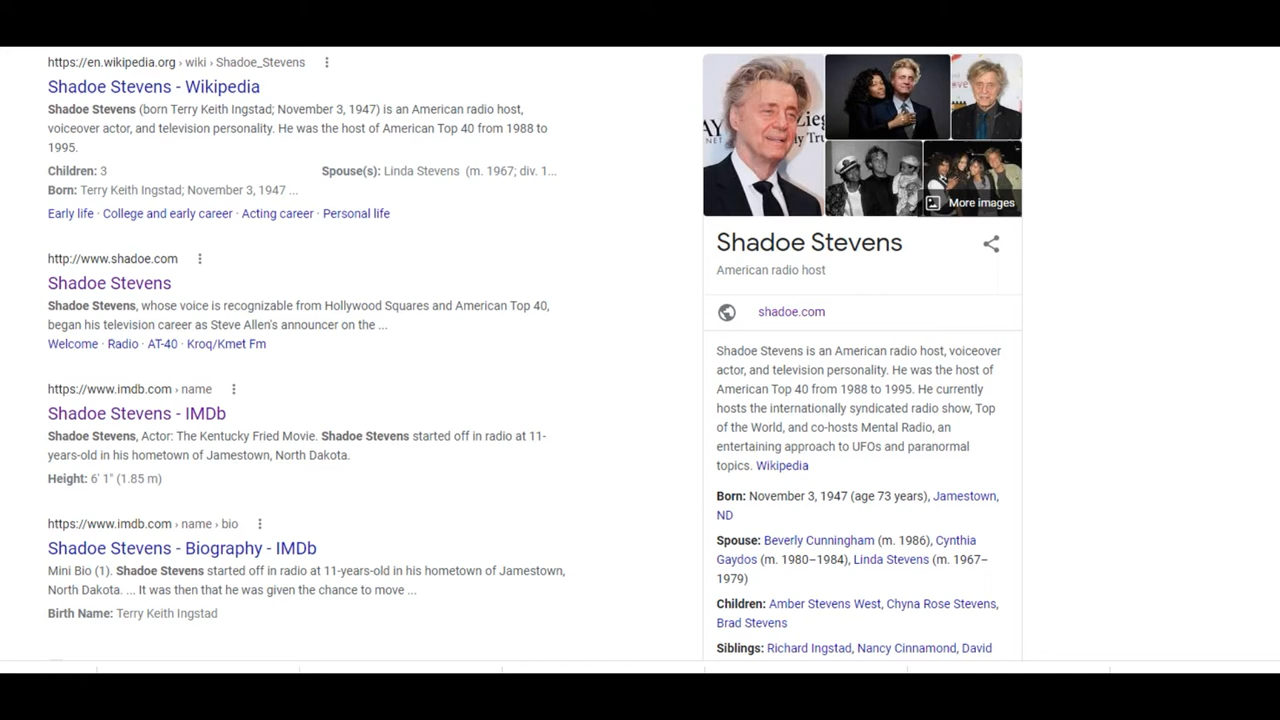 https://en.wikipedia.org › wiki › Shadoe_Stevens
Shadoe Stevens - Wikipedia
Shadoe Stevens (born Terry Keith Ingstad; November 3, 1947) is an American radio host,
voiceover actor, and television personality. He was the host of American Top 40 from 1988 to
1995.
Children: 3 Spouse(s): Linda Stevens (m. 1967; div. 1...
Born: Terry Keith Ingstad; November 3, 1947 ...
Early life · College and early career · Acting career · Personal life
http://www.shadoe.com
Shadoe Stevens
Shadoe Stevens, whose voice is recognizable from Hollywood Squares and American Top 40,
began his television career as Steve Allen's announcer on the ...
Welcome · Radio · AT-40 · Kroq/Kmet Fm
https://www.imdb.com › name
Shadoe Stevens - IMDb
Shadoe Stevens, Actor: The Kentucky Fried Movie. Shadoe Stevens started off in radio at 11-
years-old in his hometown of Jamestown, North Dakota.
Height: 6' 1" (1.85 m)
https://www.imdb.com › name › bio
Shadoe Stevens - Biography - IMDb
Mini Bio (1). Shadoe Stevens started off in radio at 11-years-old in his hometown of Jamestown,
North Dakota. ... It was then that he was given the chance to move ...
Birth Name: Terry Keith Ingstad
More images
Shadoe Stevens
American radio host
shadoe.com
Shadoe Stevens is an American radio host, voiceover
actor, and television personality. He was the host of
American Top 40 from 1988 to 1995. He currently
hosts the internationally syndicated radio show, Top
of the World, and co-hosts Mental Radio, an
entertaining approach to UFOs and paranormal
topics. Wikipedia
Born: November 3, 1947 (age 73 years), Jamestown,
ND
Spouse: Beverly Cunningham (m. 1986), Cynthia
Gaydos (m. 1980–1984), Linda Stevens (m. 1967–
1979)
Children: Amber Stevens West, Chyna Rose Stevens,
Brad Stevens
Siblings: Richard Ingstad, Nancy Cinnamond, David